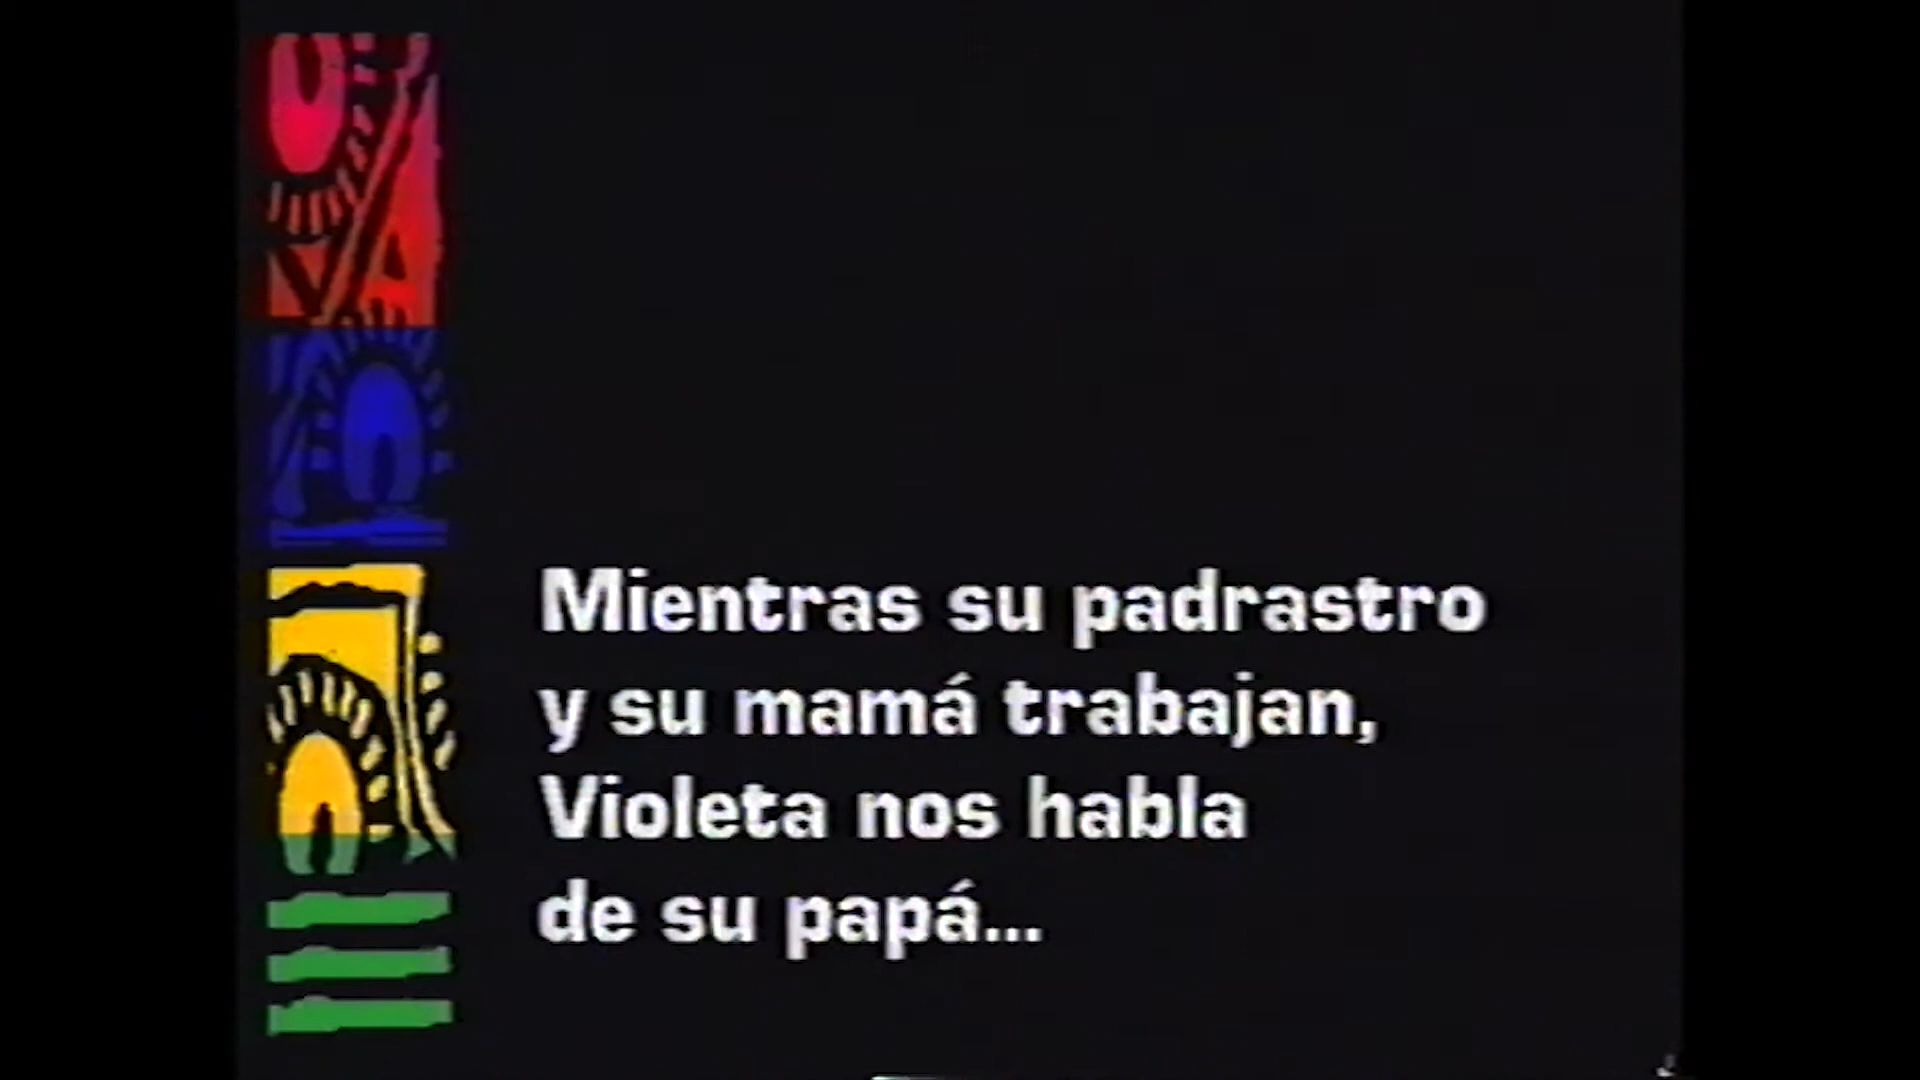 Mientras su padrastro
y su mamá trabajan,
Violeta nos habla
de su papá...